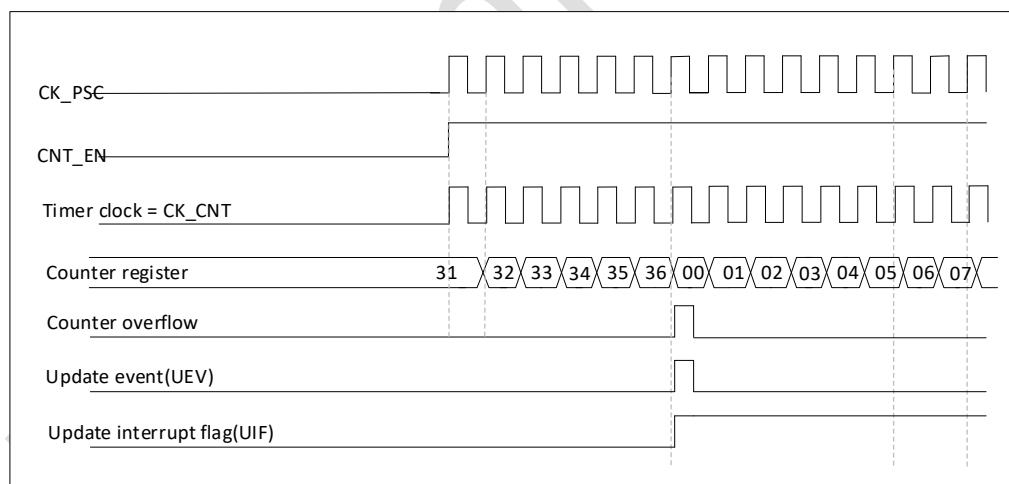 CK_PSC
CNT_EN
Timer clock = CK_CNT
Counter register 31 32 33 34 35 36 00 01 02 03 04 05 06 07
Counter overflow
Update event(UEV)
Update interrupt flag(UIF)